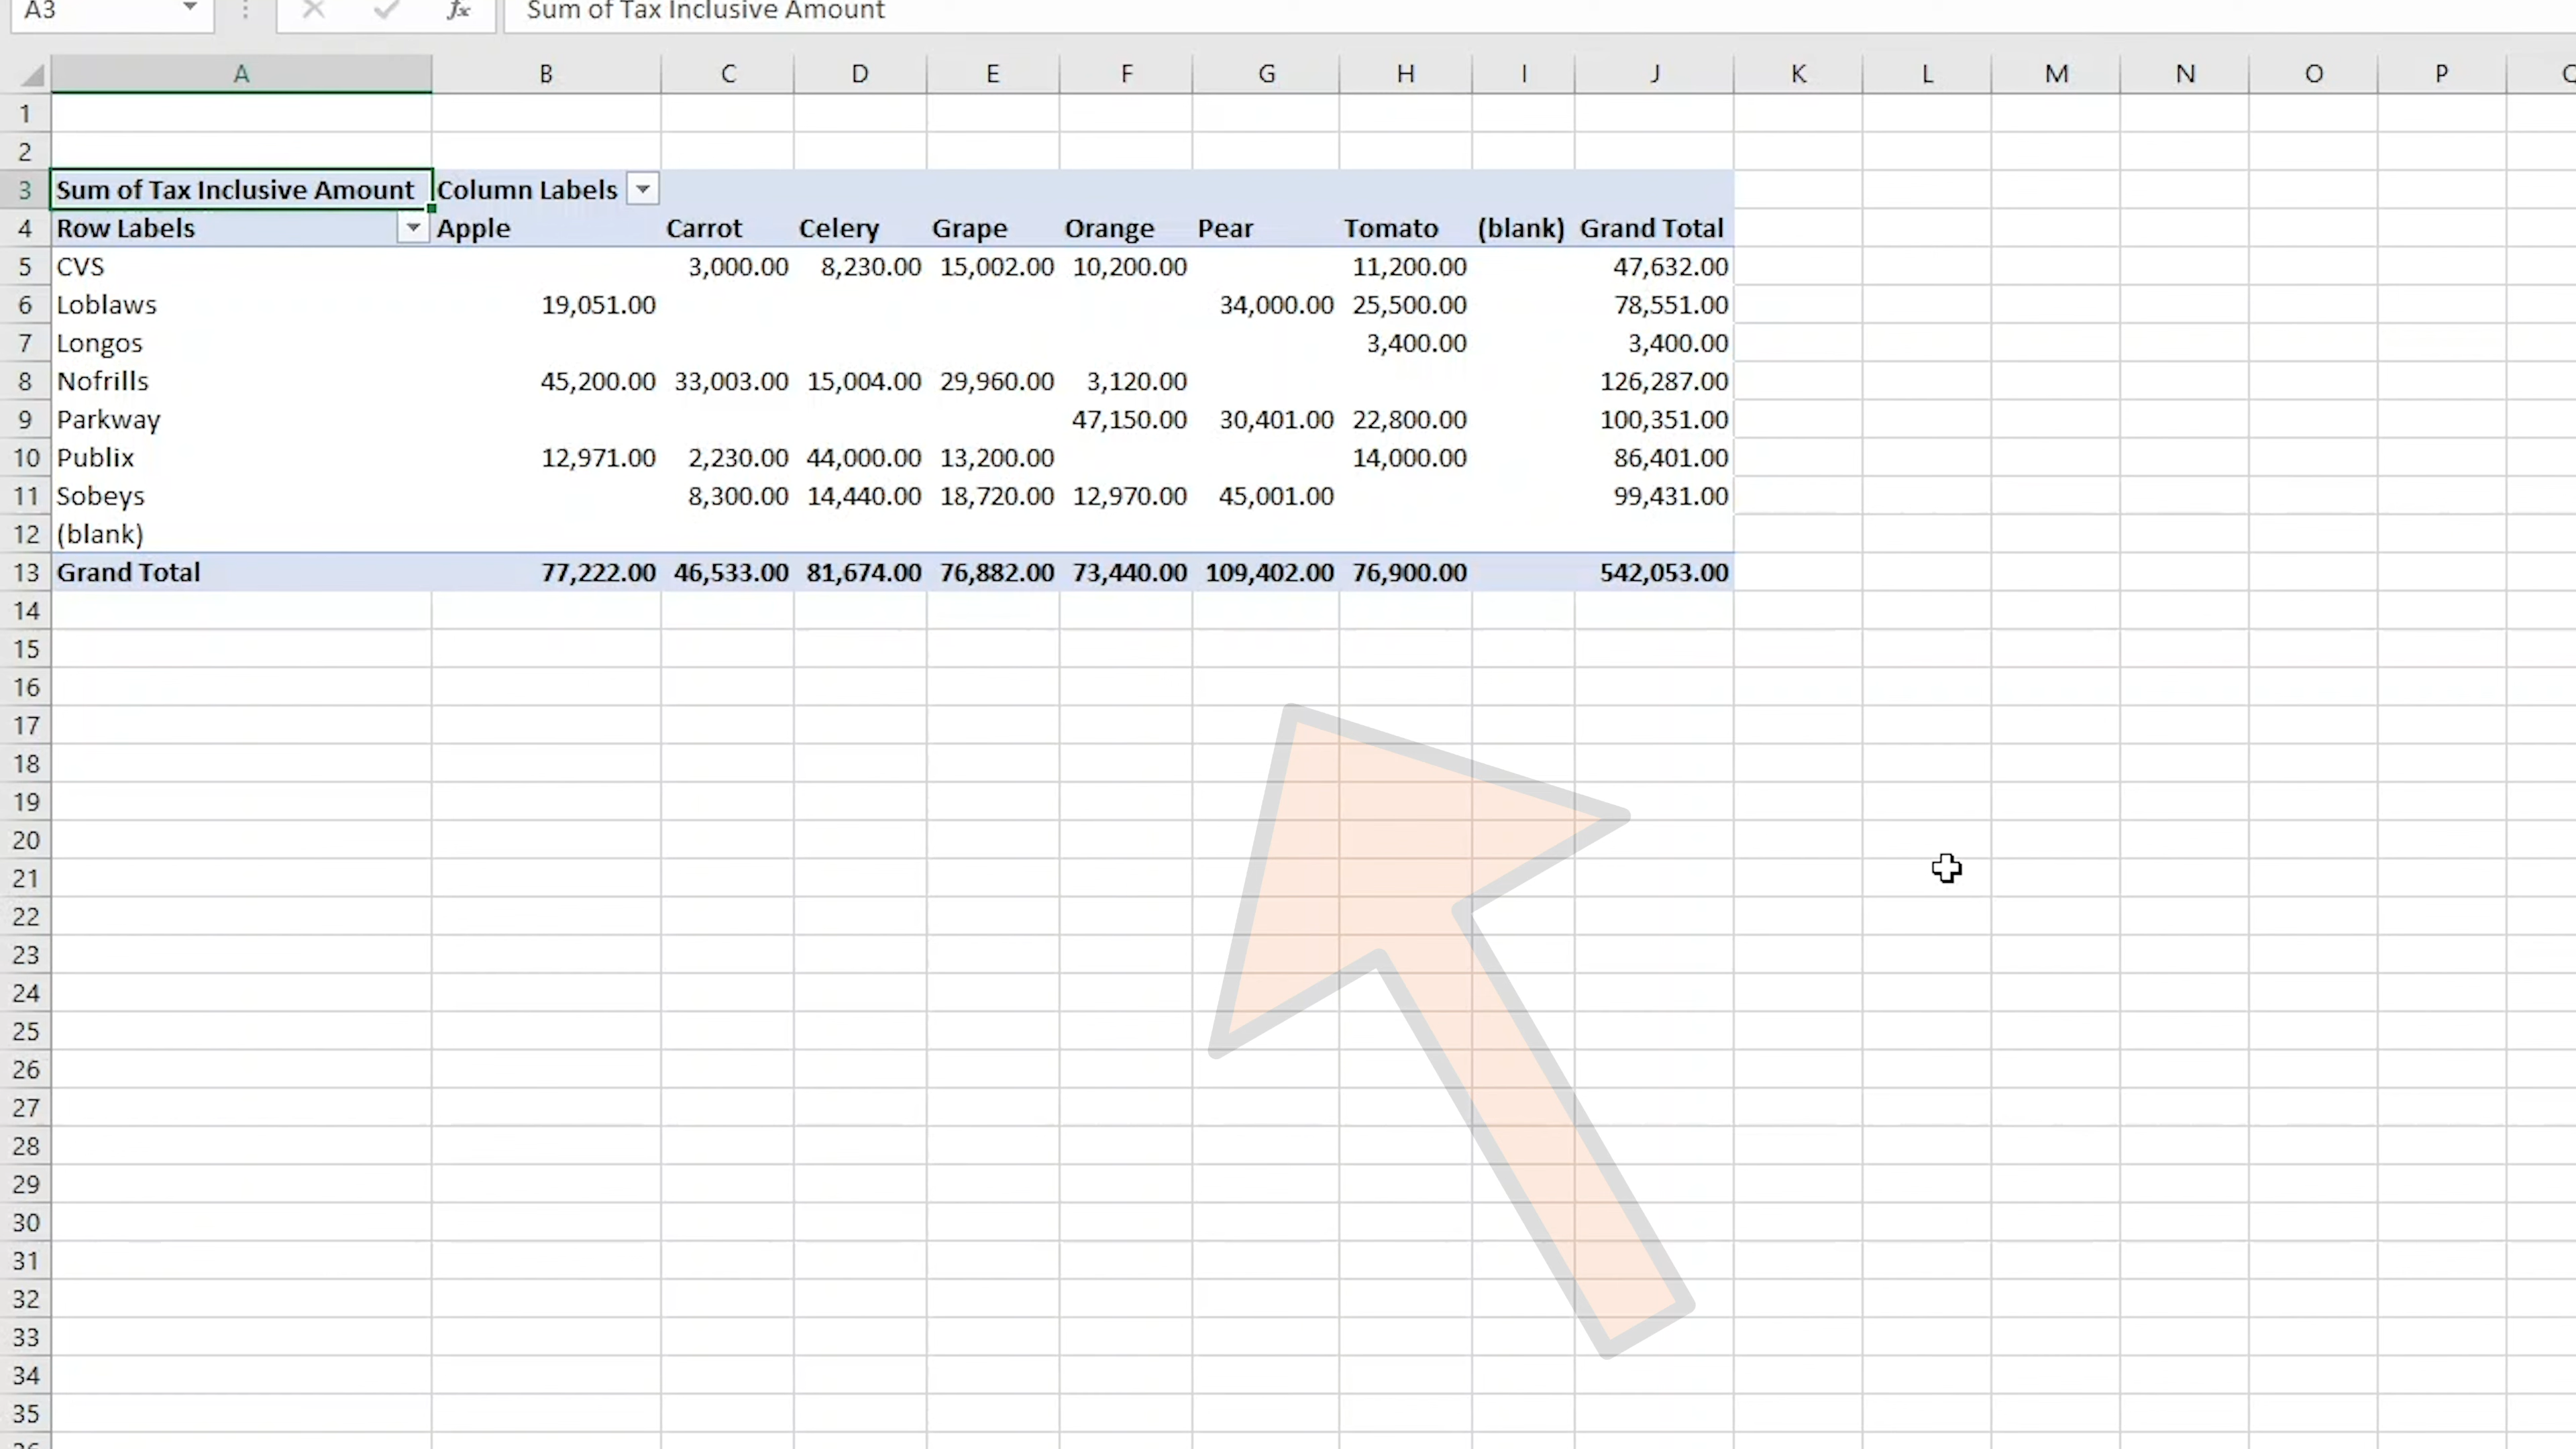 A3 fx Sum of Tax Inclusive Amount
A B C D E F G H I J K L M N O P Q
1
2
3 Sum of Tax Inclusive Amount Column Labels
4 Row Labels Apple Carrot Celery Grape Orange Pear Tomato (blank) Grand Total
5 CVS 3,000.00 8,230.00 15,002.00 10,200.00 11,200.00 47,632.00
6 Loblaws 19,051.00 34,000.00 25,500.00 78,551.00
7 Longos 3,400.00 3,400.00
8 Nofrills 45,200.00 33,003.00 15,004.00 29,960.00 3,120.00 126,287.00
9 Parkway 47,150.00 30,401.00 22,800.00 100,351.00
10 Publix 12,971.00 2,230.00 44,000.00 13,200.00 14,000.00 86,401.00
11 Sobeys 8,300.00 14,440.00 18,720.00 12,970.00 45,001.00 99,431.00
12 (blank)
13 Grand Total 77,222.00 46,533.00 81,674.00 76,882.00 73,440.00 109,402.00 76,900.00 542,053.00
14
15
16
17
18
19
20
21
22
23
24
25
26
27
28
29
30
31
32
33
34
35